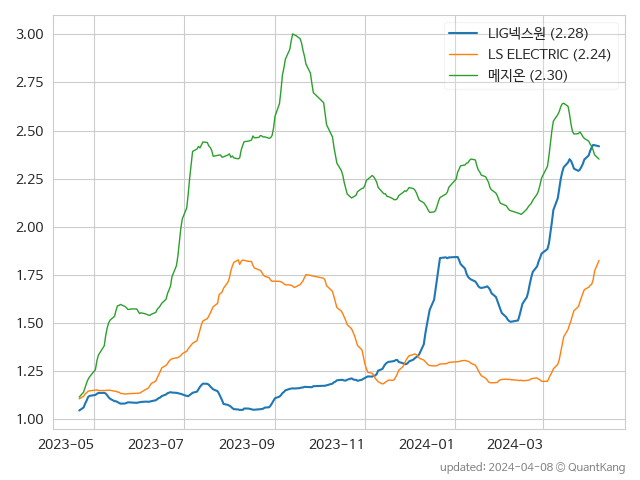 LIG넥스원 (2.28)
LS ELECTRIC (2.24)
메지온 (2.30)
3.00
2.75
2.50
2.25
2.00
1.75
1.50
1.25
1.00
2023-05 2023-07 2023-09 2023-11 2024-01 2024-03
updated: 2024-04-08 © QuantKang